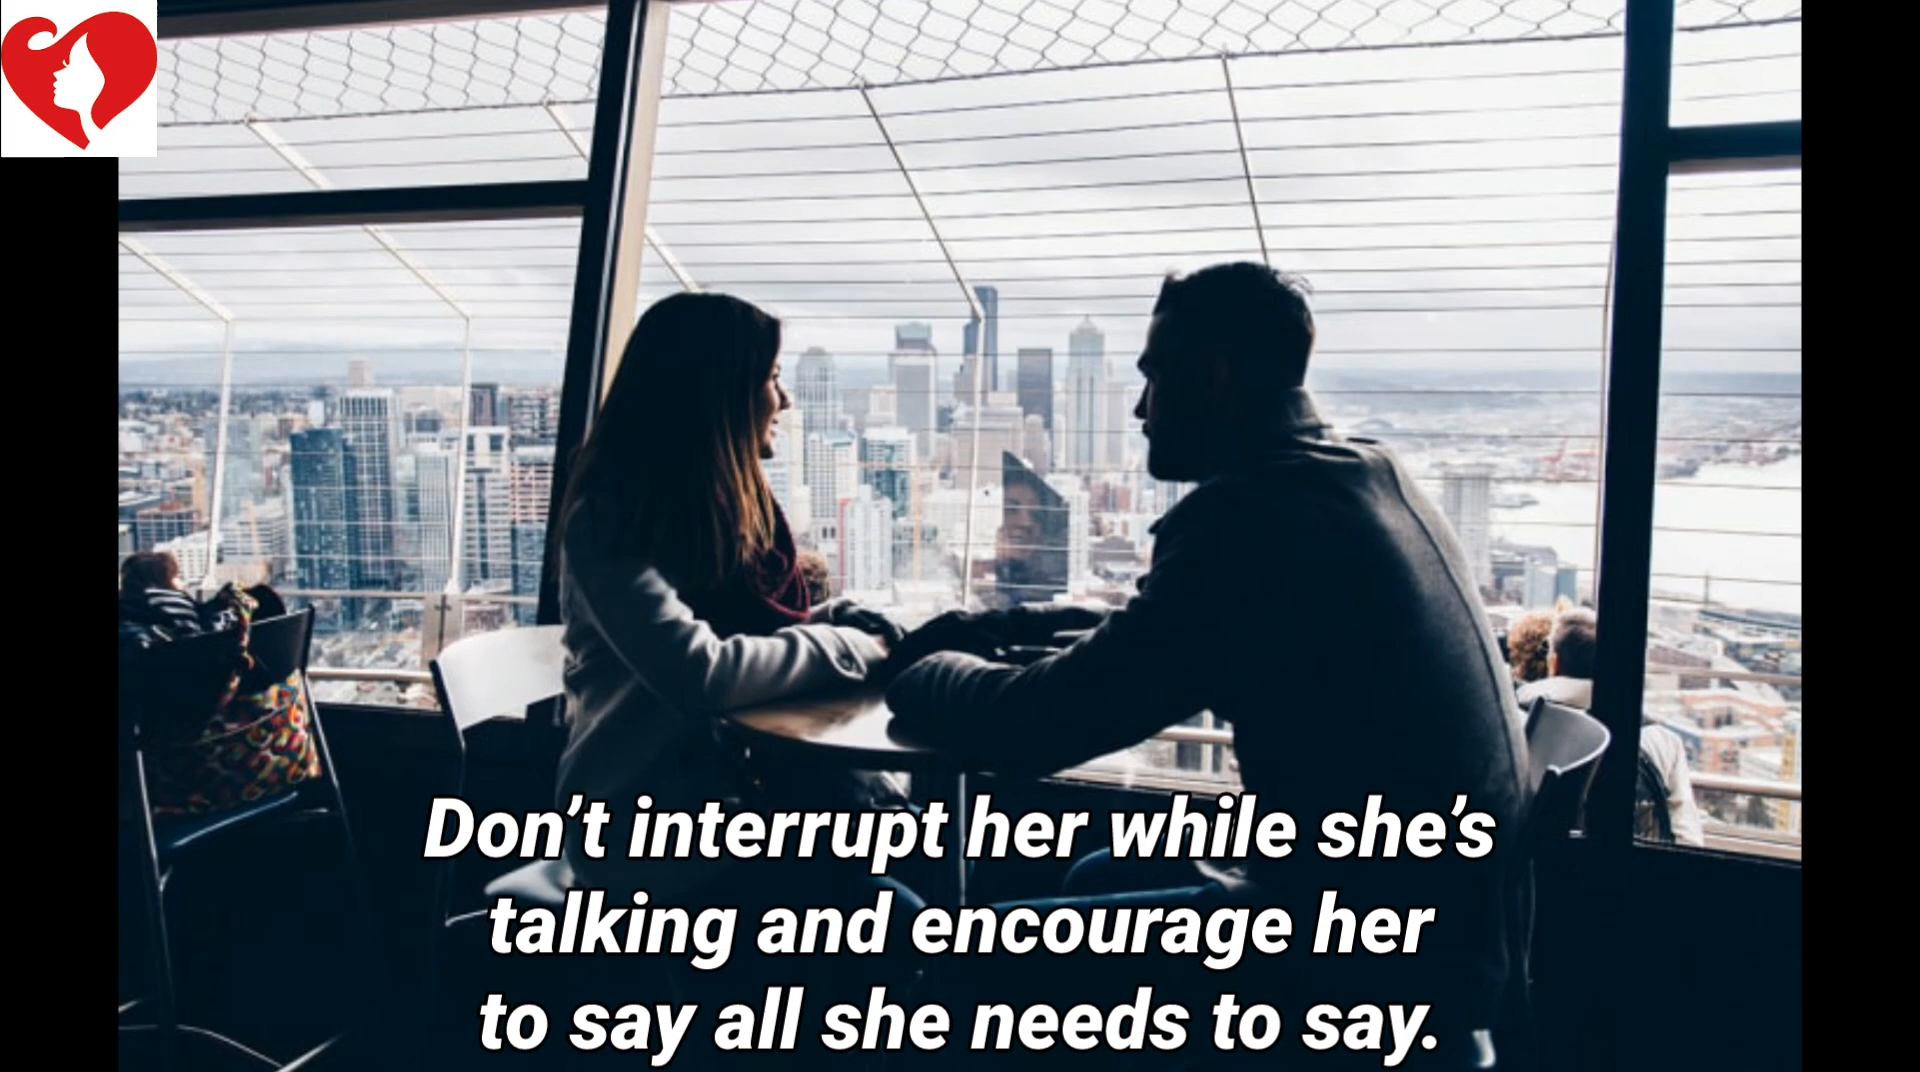 Don’t interrupt her while she’s
talking and encourage her
to say all she needs to say.